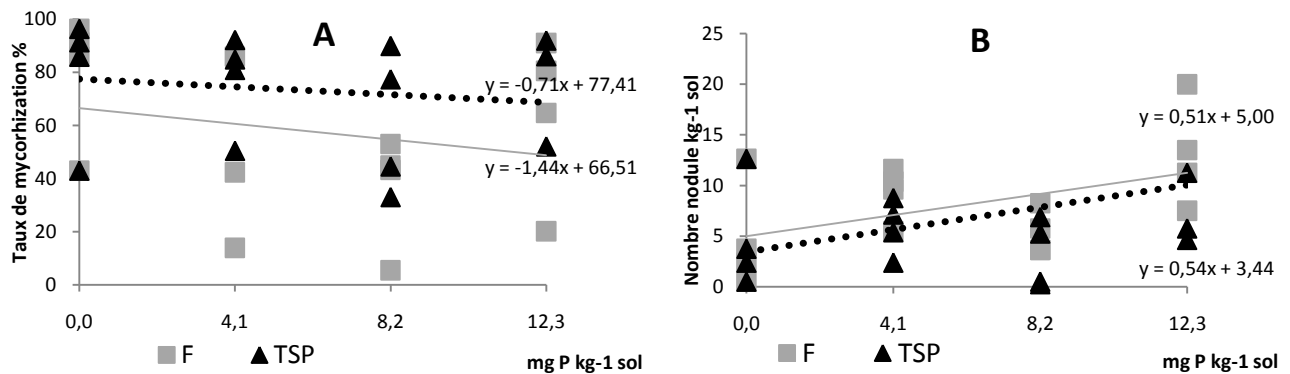 A
Taux de mycorhization %
100
80
60
40
20
0
y = -0,71x + 77,41
y = -1,44x + 66,51
0,0 4,1 8,2 12,3
F TSP
mg P kg-1 sol
B
Nombre nodule kg-1 sol
25
20
15
10
5
0
y = 0,51x + 5,00
y = 0,54x + 3,44
0,0 4,1 8,2 12,3
F TSP
mg P kg-1 sol